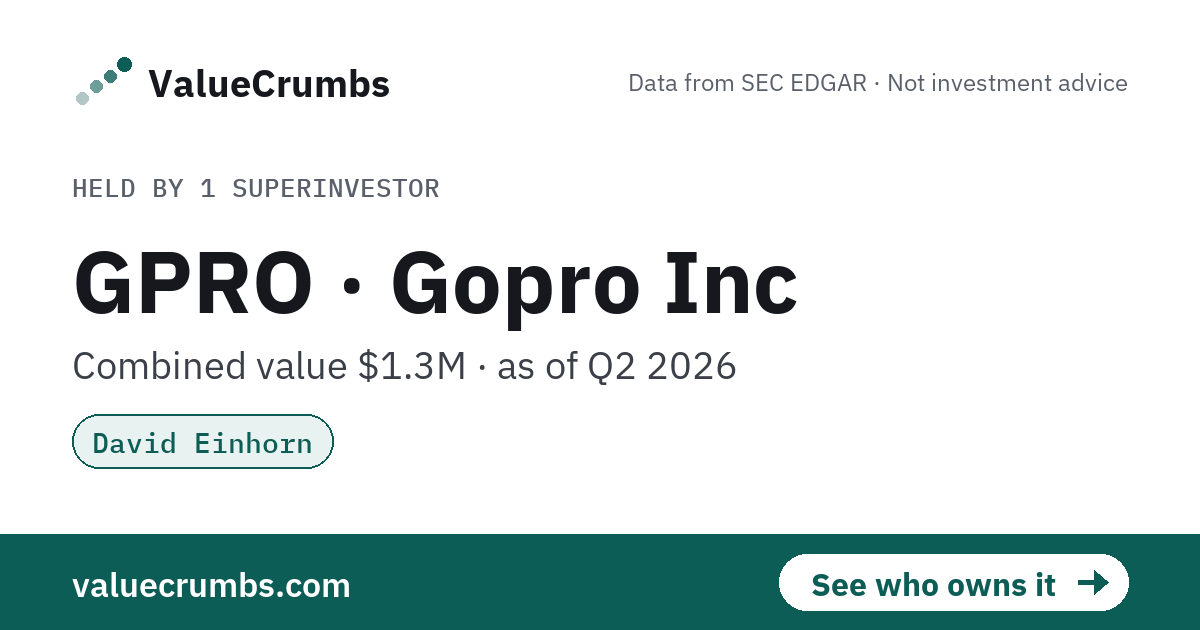 ValueCrumbs
Data from SEC EDGAR · Not investment advice
HELD BY 1 SUPERINVESTOR
GPRO · Gopro Inc
Combined value $1.3M · as of Q2 2026
David Einhorn
valuecrumbs.com
See who owns it →